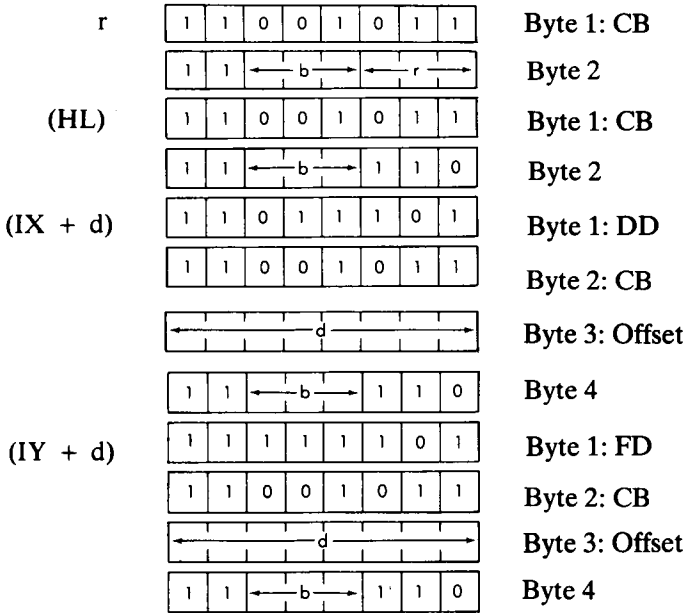 r 1 1 0 0 1 0 1 1 Byte 1: CB
1 1 b r Byte 2
(HL) 1 1 0 0 1 0 1 1 Byte 1: CB
1 1 b 1 1 0 Byte 2
(IX + d) 1 1 0 1 1 1 0 1 Byte 1: DD
1 1 0 0 1 0 1 1 Byte 2: CB
d Byte 3: Offset
1 1 b 1 1 0 Byte 4
(IY + d) 1 1 1 1 1 1 0 1 Byte 1: FD
1 1 0 0 1 0 1 1 Byte 2: CB
d Byte 3: Offset
1 1 b 1 1 0 Byte 4